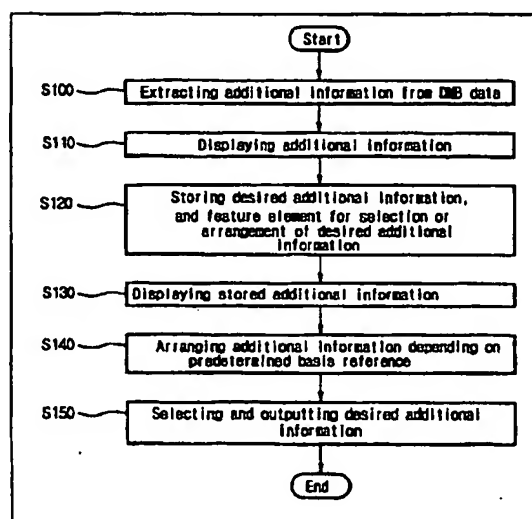 Start
S100
Extracting additional information from DMB data
S110
Displaying additional information
S120
Storing desired additional information,
and feature element for selection or
arrangement of desired additional
information
S130
Displaying stored additional information
S140
Arranging additional information depending on
predetermined basis reference
S150
Selecting and outputting desired additional
information
End